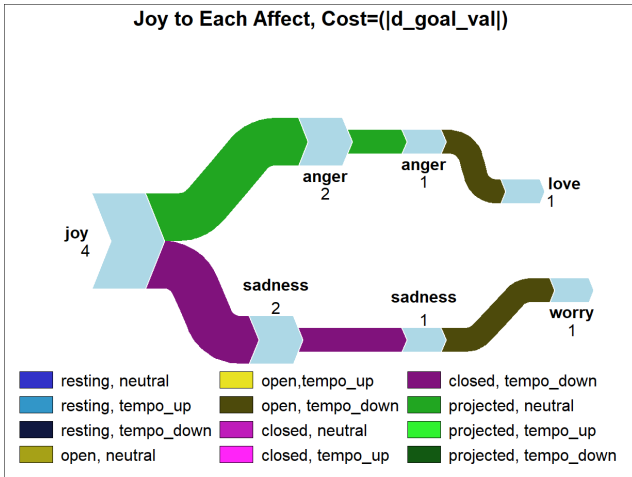 Joy to Each Affect, Cost=(|d_goal_val|)
anger
2
anger
1
love
1
joy
4
sadness
2
sadness
1
worry
1
resting, neutral
open,tempo_up
closed, tempo_down
resting, tempo_up
open, tempo_down
projected, neutral
resting, tempo_down
closed, neutral
projected, tempo_up
open, neutral
closed, tempo_up
projected, tempo_down